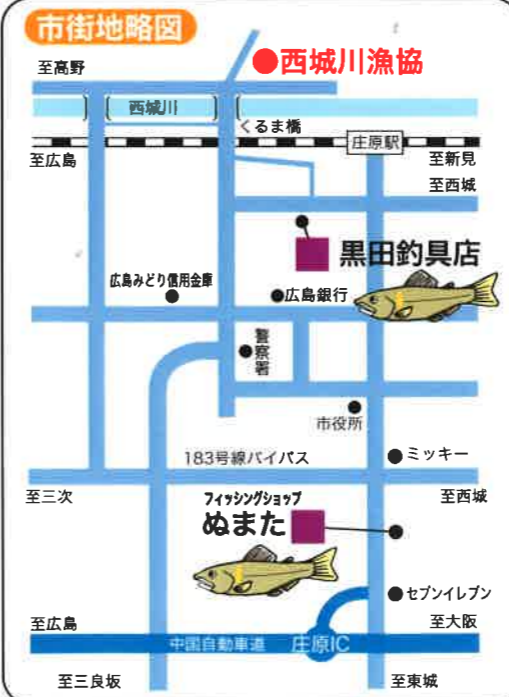 市街地略図
●西城川漁協
至高野
西城川
くるま橋
庄原駅
至広島
至新見
至西城
黒田釣具店
広島みどり信用金庫
●広島銀行
警察署
市役所
183号線バイパス
●ミッキー
至三次
至西城
フィッシングショップ
ぬまた
●セブンイレブン
至広島
至大阪
中国自動車道
庄原IC
至三良坂
至東城